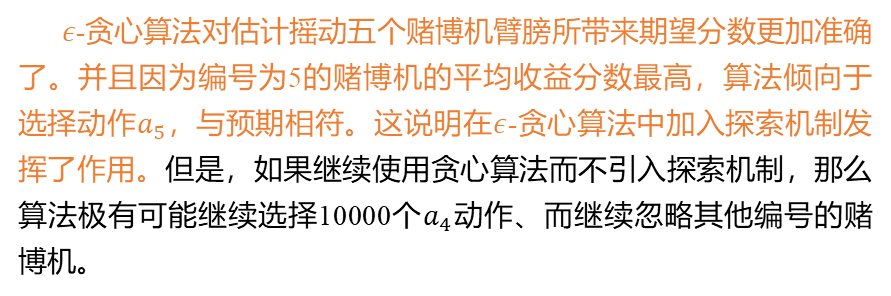 ϵ-贪心算法对估计摇动五个赌博机臂膀所带来期望分数更加准确
了。并且因为编号为5的赌博机的平均收益分数最高，算法倾向于
选择动作a₅，与预期相符。这说明在ϵ-贪心算法中加入探索机制发
挥了作用。但是，如果继续使用贪心算法而不引入探索机制，那么
算法极有可能继续选择10000个a₄动作、而继续忽略其他编号的赌
博机。